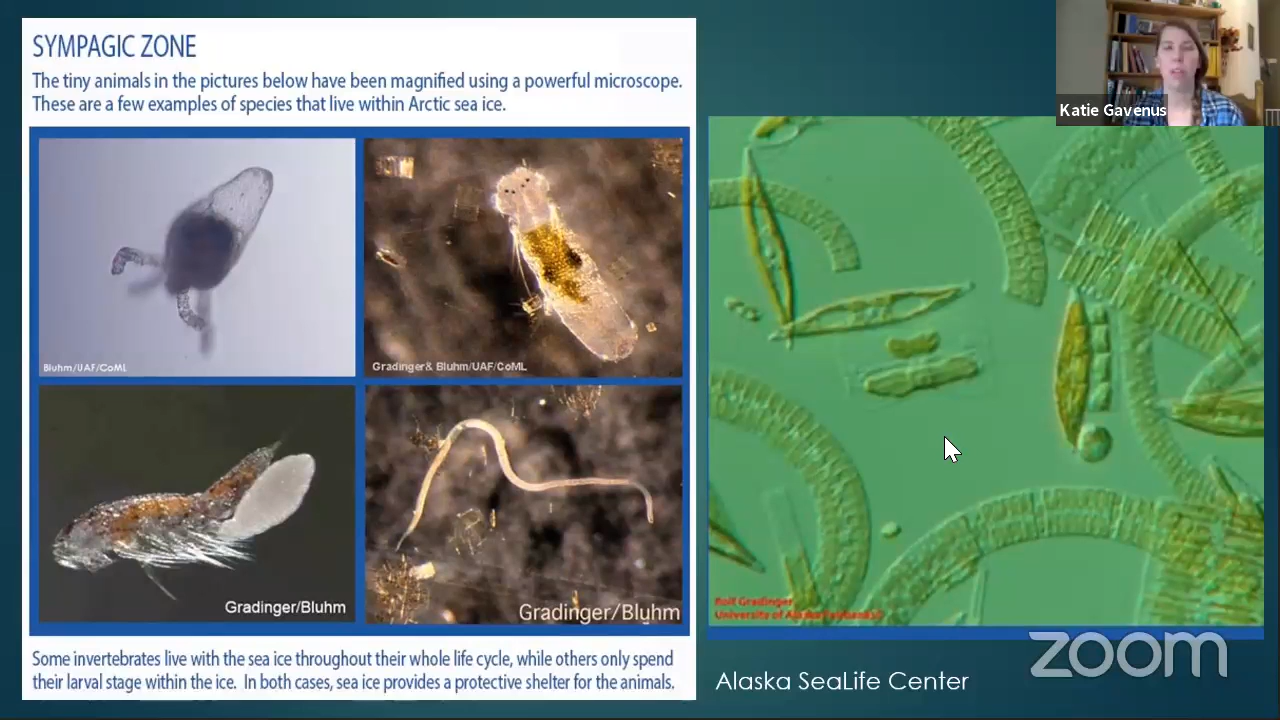 SYMPAGIC ZONE
The tiny animals in the pictures below have been magnified using a powerful microscope.
These are a few examples of species that live within Arctic sea ice.
Bluhm/UAF/CoML
Gradinger& Bluhm/UAF/CoML
Gradinger/Bluhm
Gradinger/Bluhm
Some invertebrates live with the sea ice throughout their whole life cycle, while others only spend
their larval stage within the ice. In both cases, sea ice provides a protective shelter for the animals.
Katie Gavenus
Rolf Gradinger
University of Alaska Fairbanks
Alaska SeaLife Center
zoom